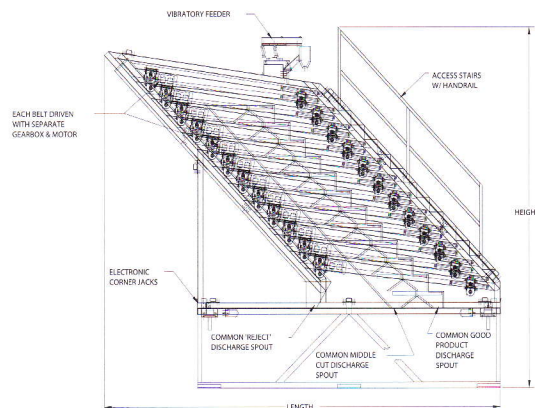 VIBRATORY FEEDER
ACCESS STAIRS
W/ HANDRAIL
EACH BELT DRIVEN
WITH SEPARATE
GEARBOX & MOTOR
HEIGH
ELECTRONIC
CORNER JACKS
COMMON 'REJECT'
DISCHARGE SPOUT
COMMON MIDDLE
CUT DISCHARGE
SPOUT
COMMON GOOD
PRODUCT
DISCHARGE
SPOUT
LENGTH